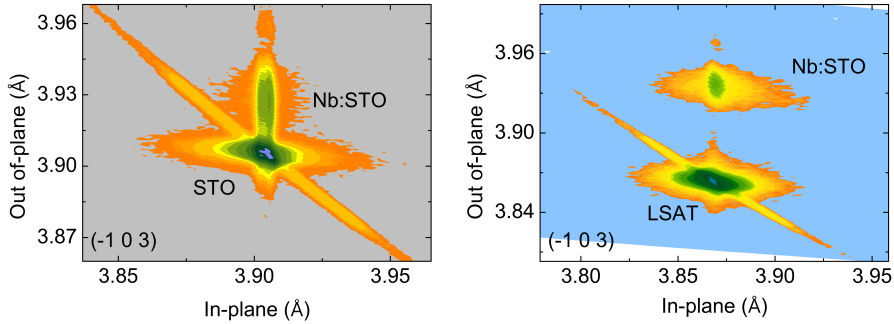 Out of-plane (Å)
3.96
3.93
3.90
3.87
Nb:STO
STO
(-1 0 3)
3.85
3.90
3.95
In-plane (Å)
Out of-plane (Å)
3.96
3.90
3.84
Nb:STO
LSAT
(-1 0 3)
3.80
3.85
3.90
3.95
In-plane (Å)